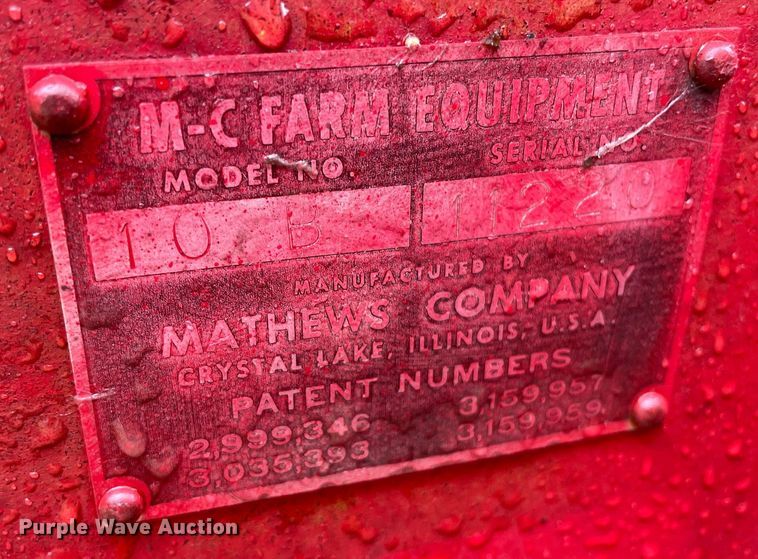 M-C FARM EQUIPMENT
MODEL NO. SERIAL NO.
10 B 11220
MANUFACTURED BY
MATHEWS COMPANY
CRYSTAL LAKE, ILLINOIS, U.S.A.
PATENT NUMBERS
2,999,346 3,159,957
3,035,393 3,159,959
Purple Wave Auction